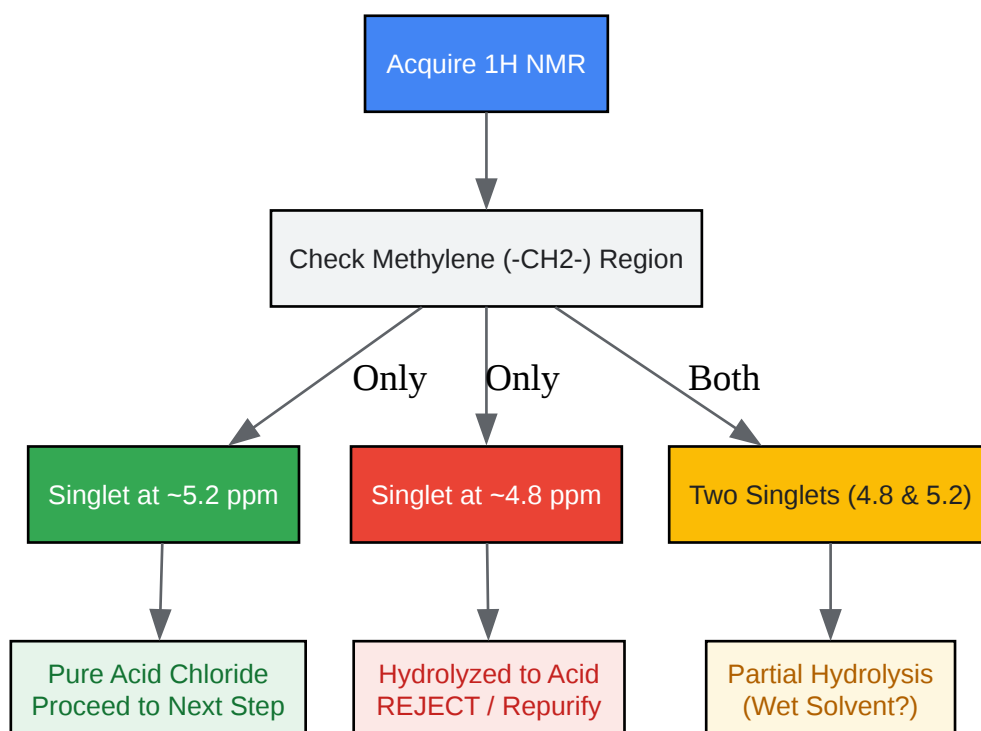 Acquire 1H NMR
Check Methylene (-CH2-) Region
Only
Only
Both
Singlet at ~5.2 ppm
Singlet at ~4.8 ppm
Two Singlets (4.8 & 5.2)
Pure Acid Chloride
Proceed to Next Step
Hydrolyzed to Acid
REJECT / Repurify
Partial Hydrolysis
(Wet Solvent?)